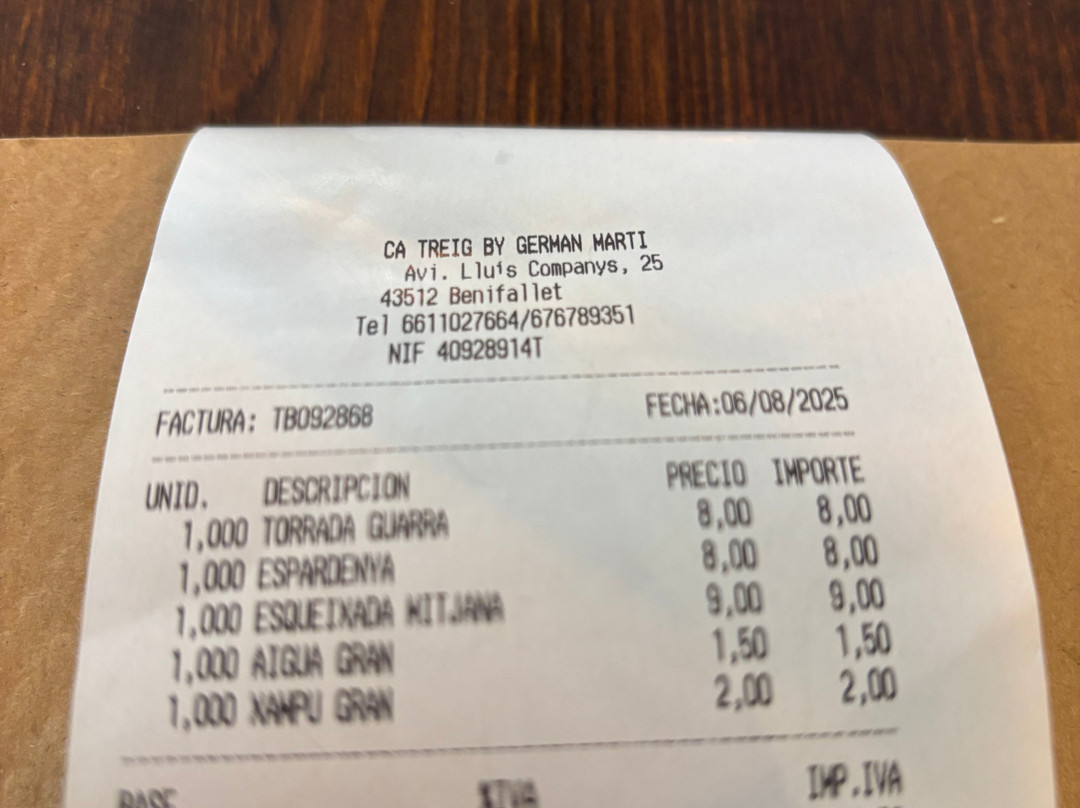 CA TREIG BY GERMAN MARTI
Avi. Lluís Companys, 25
43512 Benifallet
Tel 6611027664/676789351
NIF 40928914T
FACTURA: TB092868 FECHA:06/08/2025
UNID. DESCRIPCION PRECIO IMPORTE
1,000 TORRADA GUARRA 8,00 8,00
1,000 ESPARDENYA 8,00 8,00
1,000 ESQUEIXADA MITJANA 9,00 9,00
1,000 AIGUA GRAN 1,50 1,50
1,000 XAMPU GRAN 2,00 2,00
BASE %IVA IMP.IVA